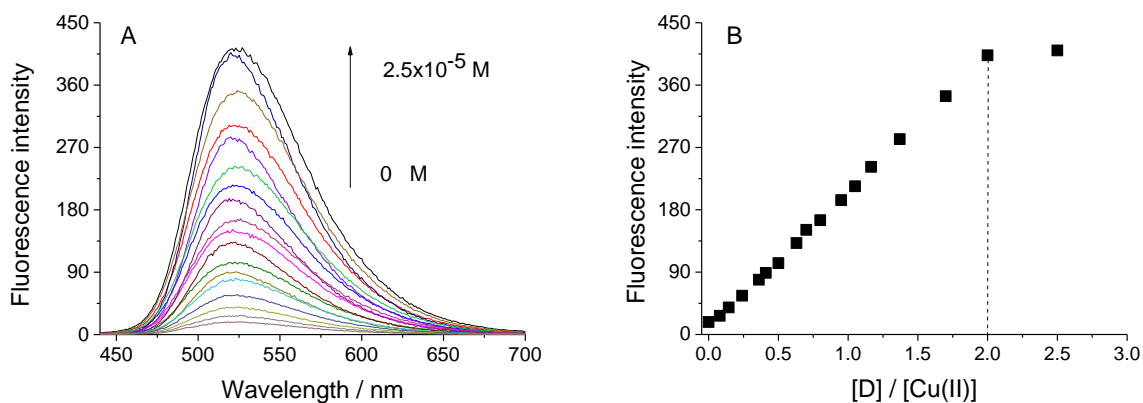 A
2.5x10⁻⁵ M
0 M
450
360
270
180
90
0
Fluorescence intensity
450 500 550 600 650 700
Wavelength / nm
B
450
360
270
180
90
0
Fluorescence intensity
0.0 0.5 1.0 1.5 2.0 2.5 3.0
[D] / [Cu(II)]